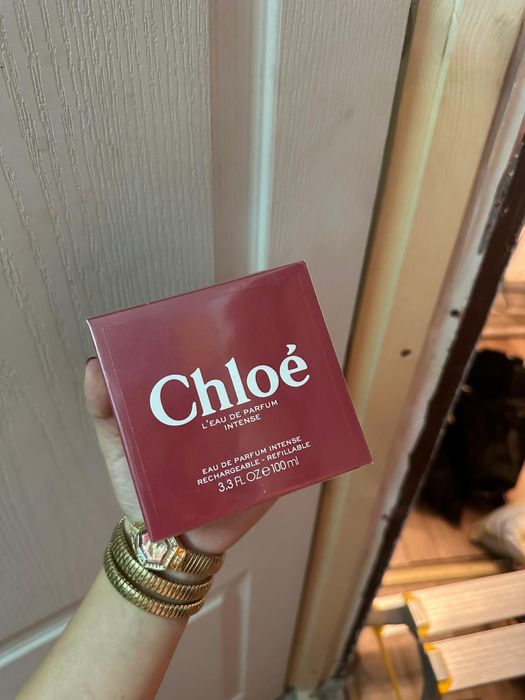 Chloé
L'EAU DE PARFUM
INTENSE
EAU DE PARFUM INTENSE
RECHARGEABLE - REFILLABLE
3.3 FL. OZ ℮ 100 ml